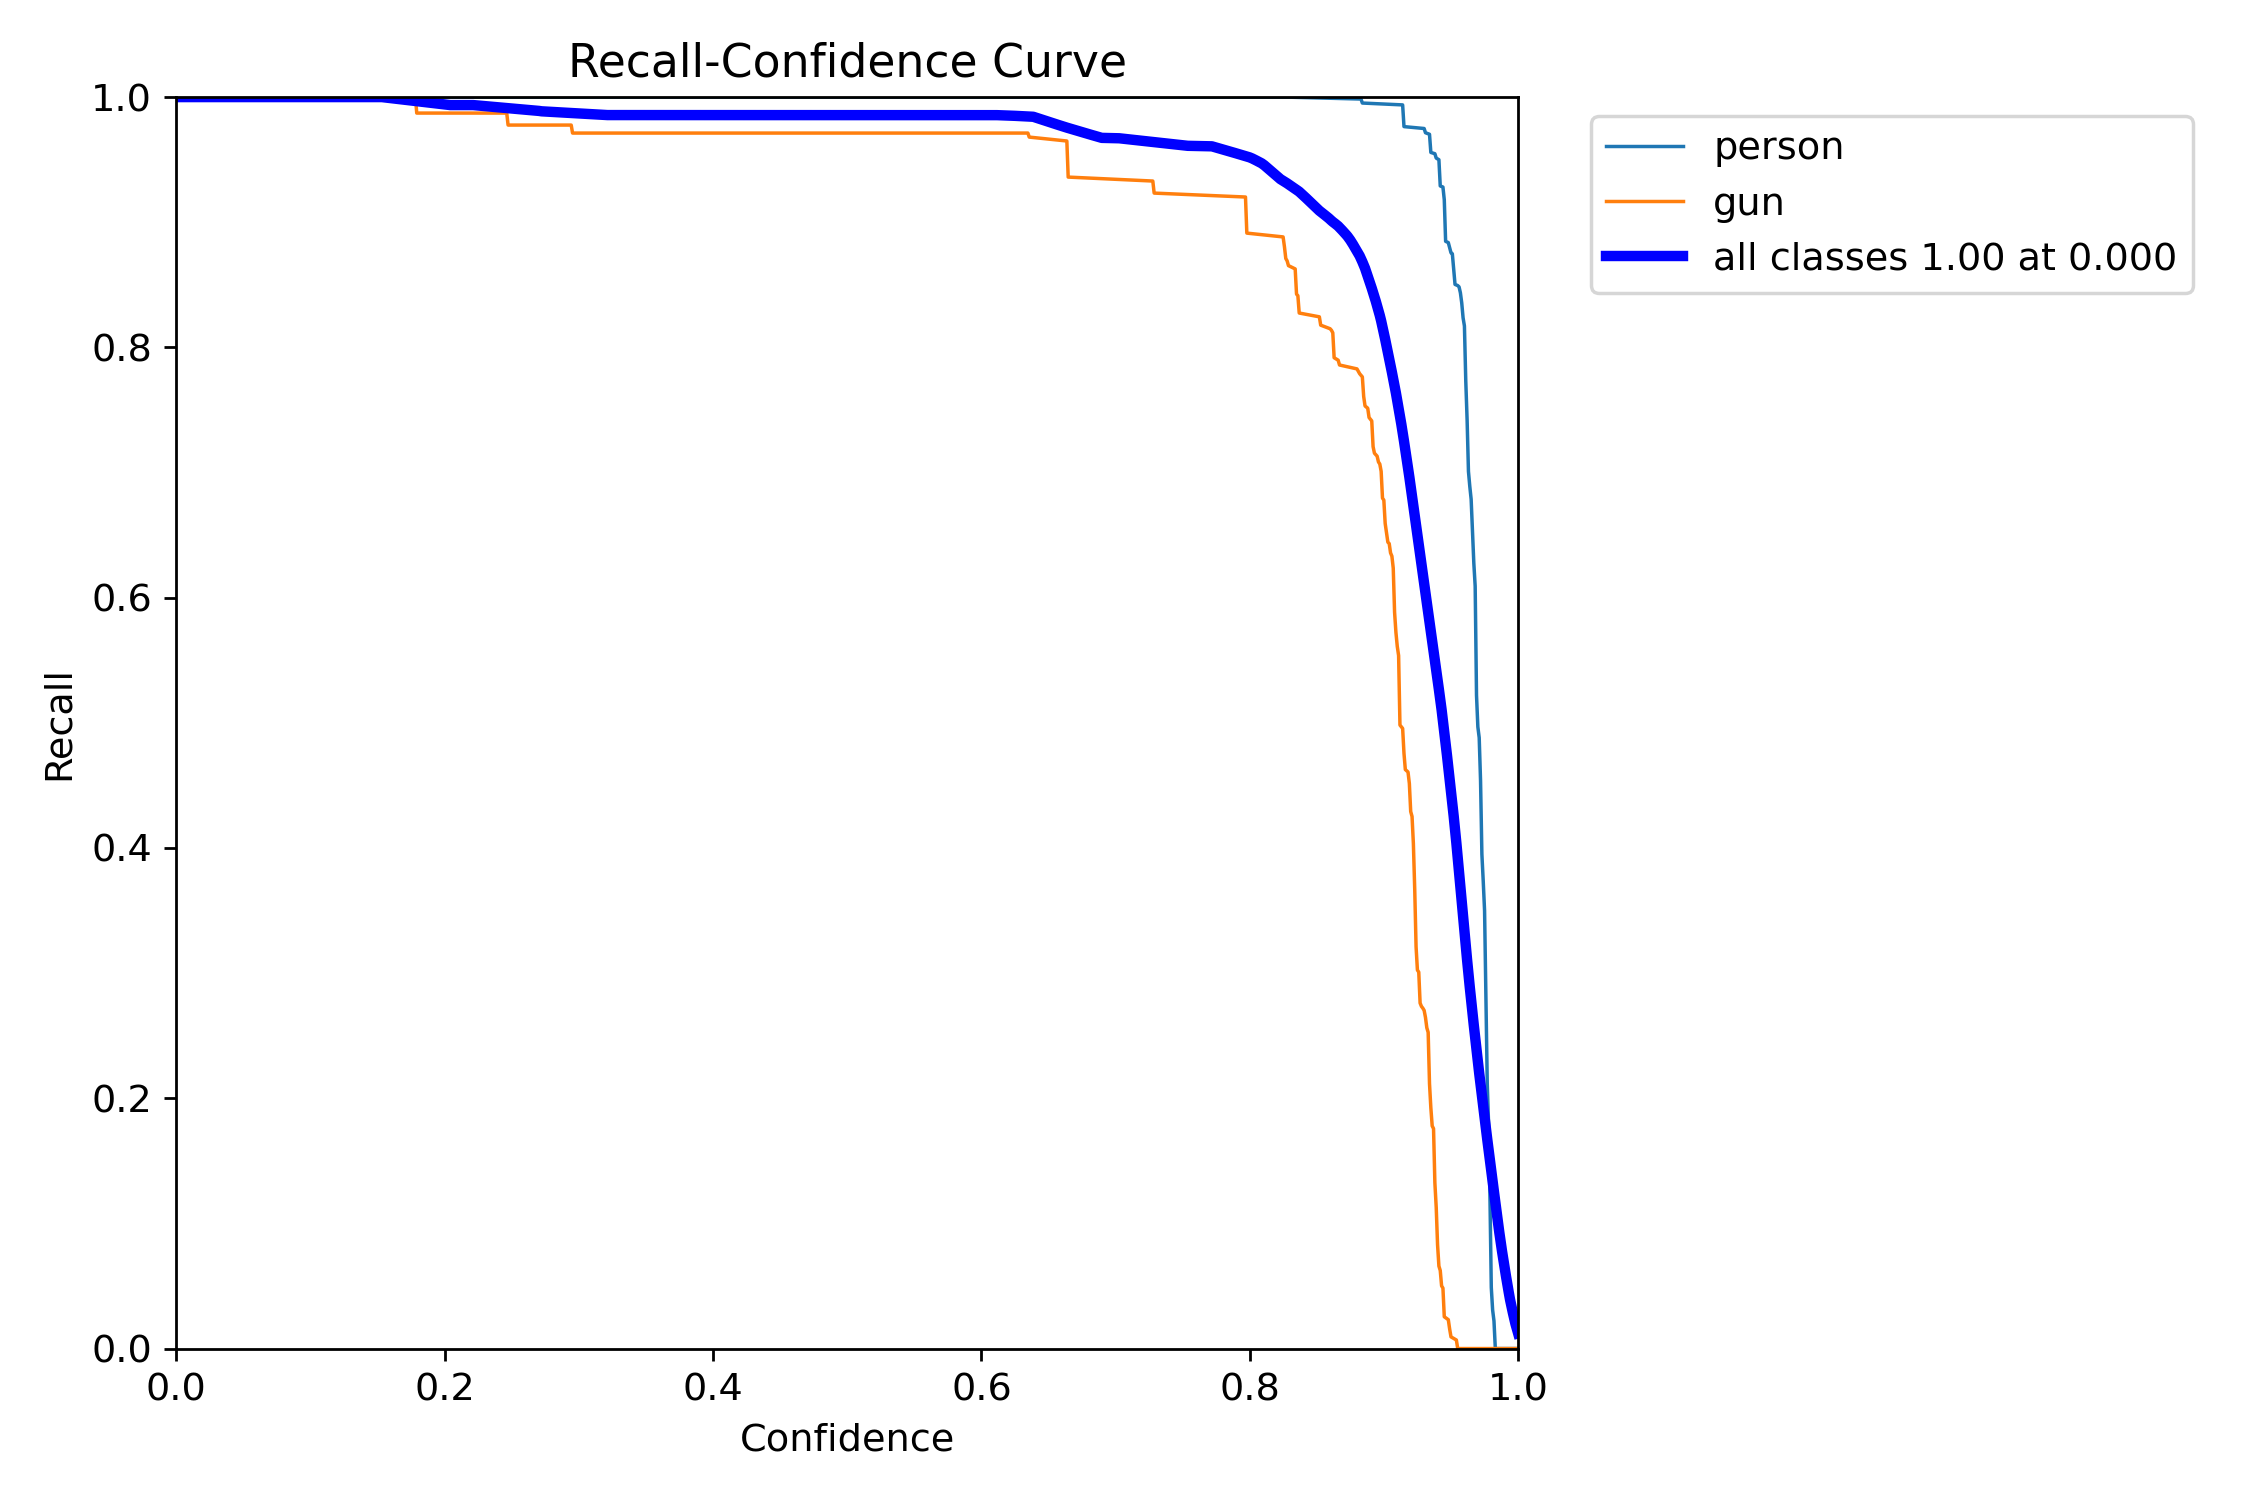 Recall-Confidence Curve
1.0
0.8
0.6
0.4
0.2
0.0
Recall
0.0 0.2 0.4 0.6 0.8 1.0
Confidence
person
gun
all classes 1.00 at 0.000